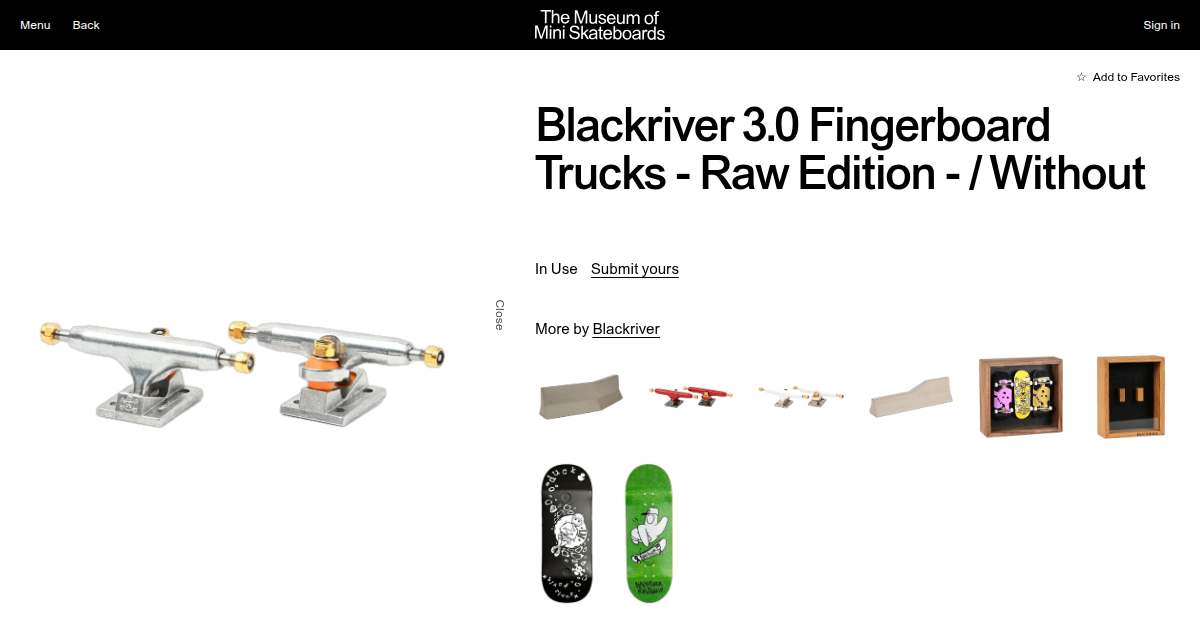 Menu
Back
The Museum of
Mini Skateboards
Sign in
☆ Add to Favorites
Blackriver 3.0 Fingerboard
Trucks - Raw Edition - / Without
Close
In Use
Submit yours
More by Blackriver